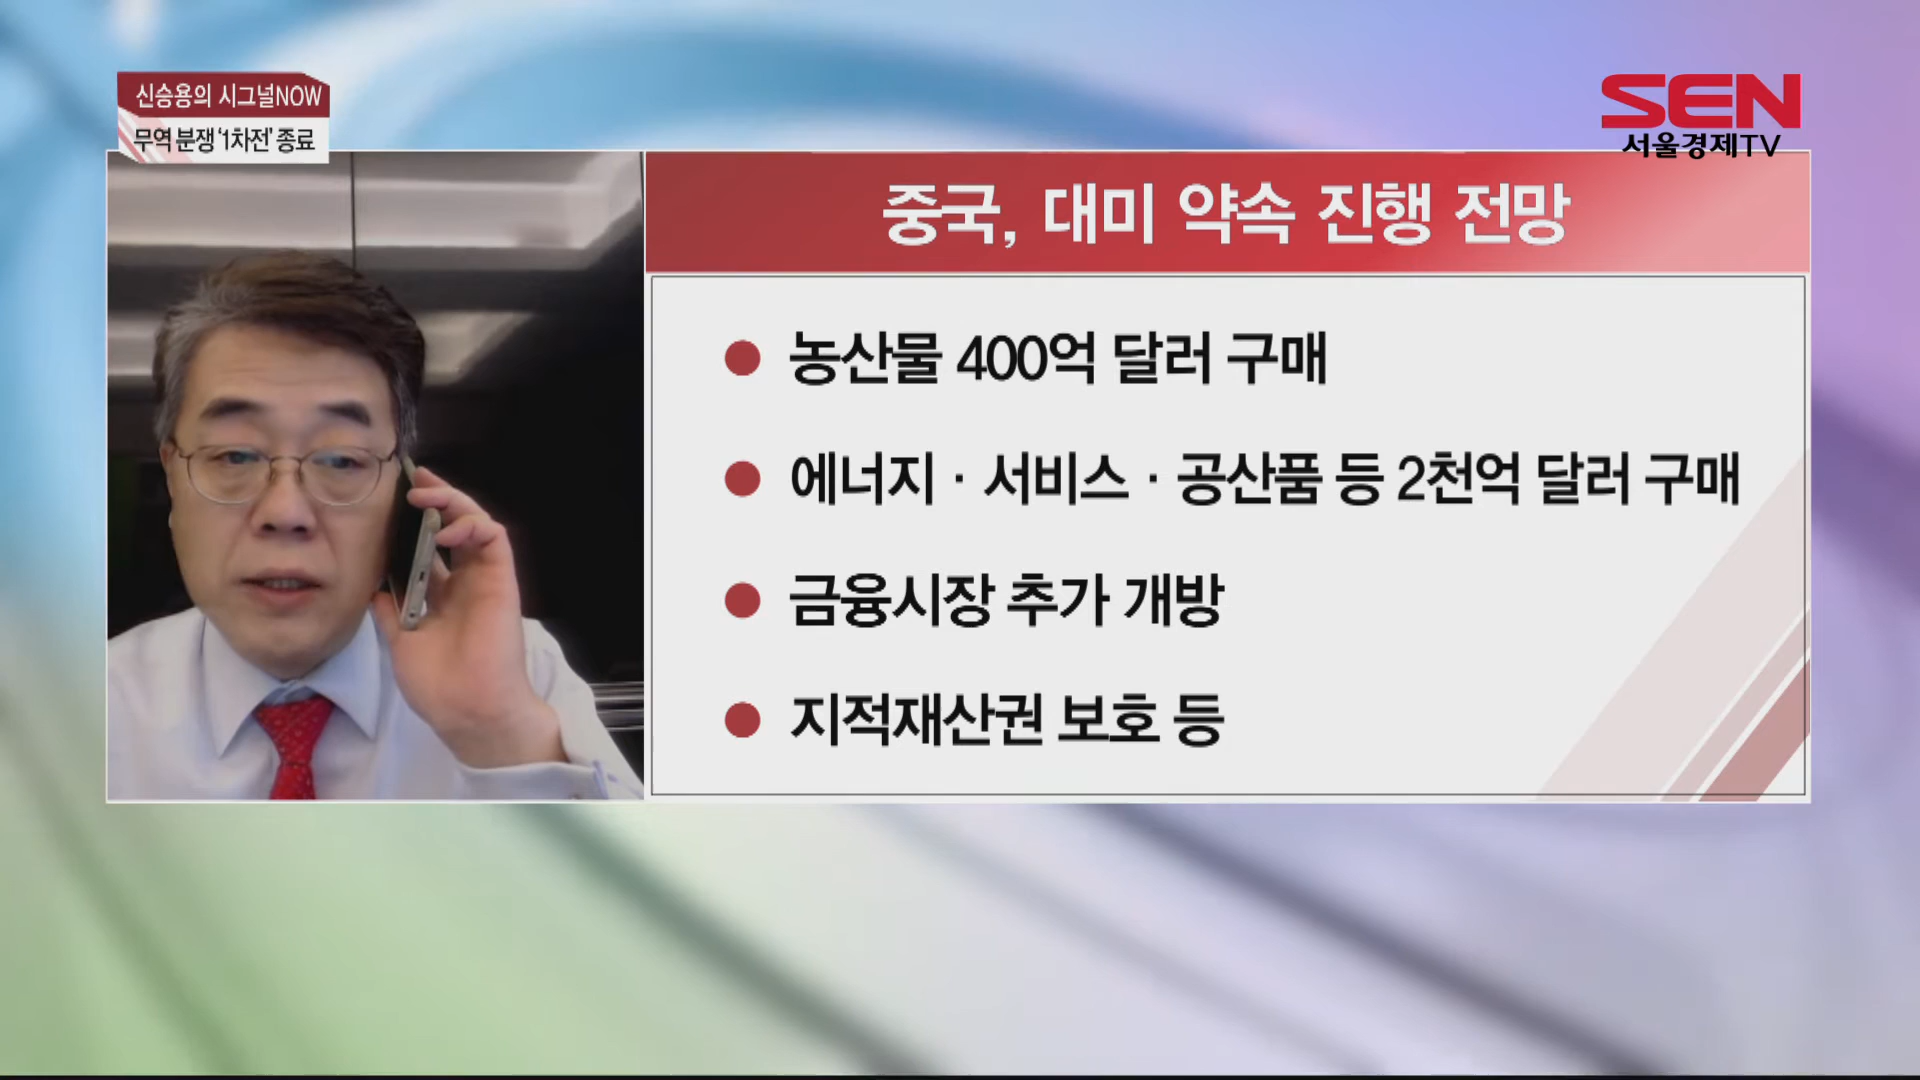 신승용의 시그널NOW
무역 분쟁 '1차전' 종료
SEN
서울경제TV
중국, 대미 약속 진행 전망
● 농산물 400억 달러 구매
● 에너지 · 서비스 · 공산품 등 2천억 달러 구매
● 금융시장 추가 개방
● 지적재산권 보호 등